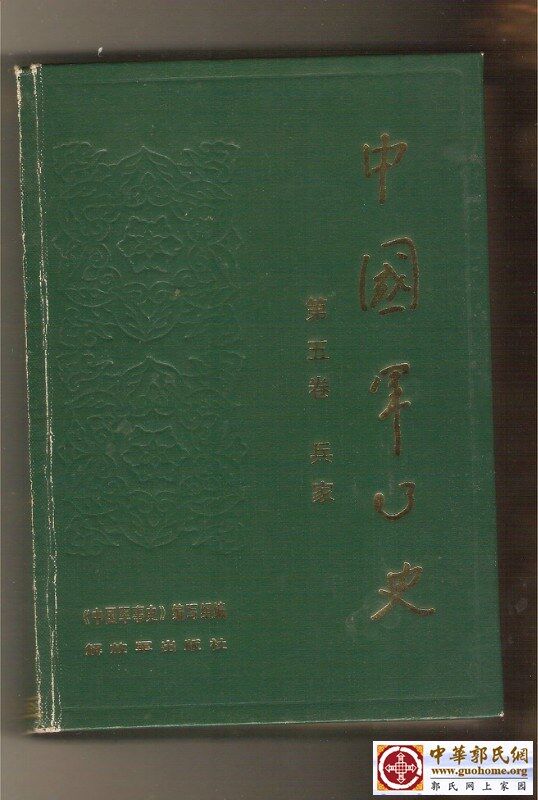 中國军事史
第五卷 兵家
《中国军事史》编写组编
解放军出版社
中華郭氏網
www.guohome.org
郭氏网上家园